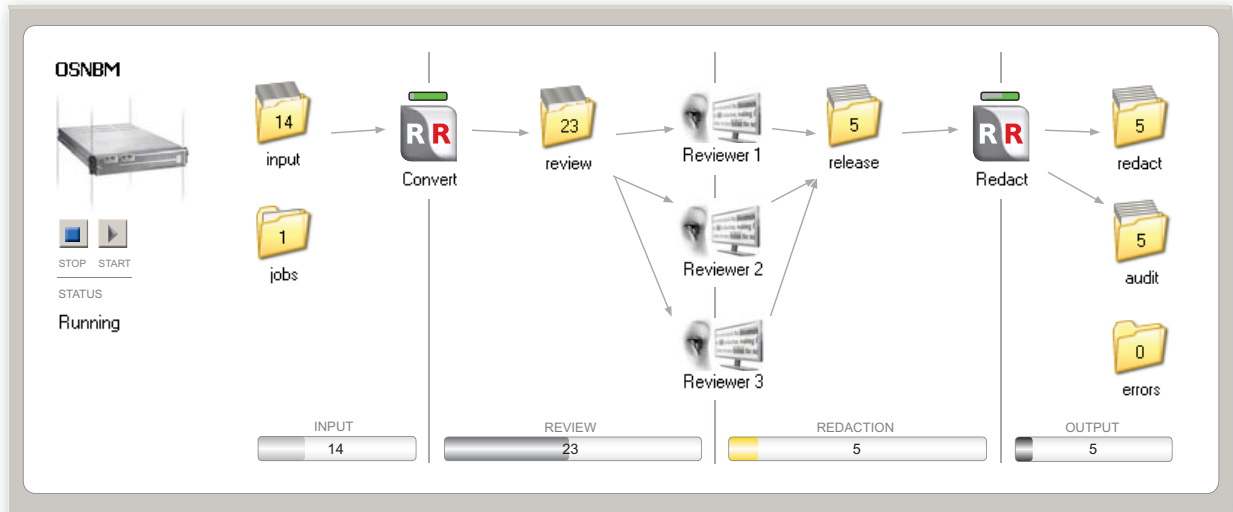 OSNBM
STOP START
STATUS
Running
14
input
1
jobs
RR
Convert
23
review
Reviewer 1
Reviewer 2
Reviewer 3
5
release
RR
Redact
5
redact
5
audit
0
errors
INPUT
14
REVIEW
23
REDACTION
5
OUTPUT
5